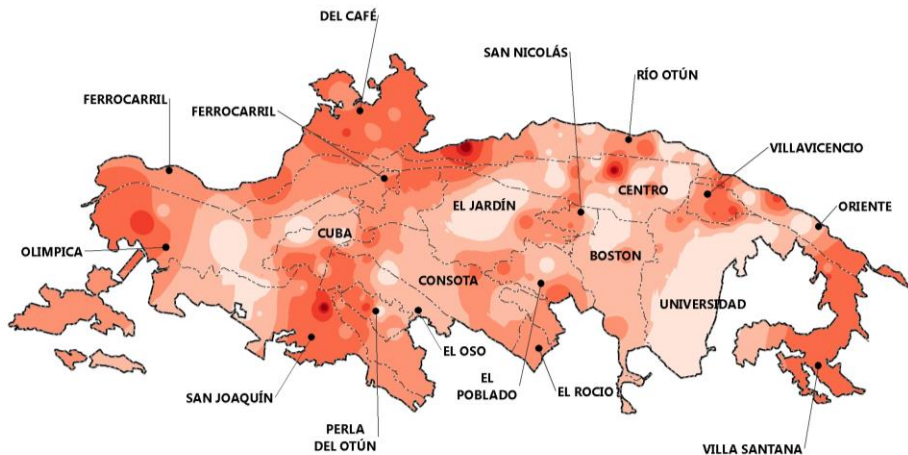 DEL CAFÉ
SAN NICOLÁS
RÍO OTÚN
FERROCARRIL
FERROCARRIL
VILLAVICENCIO
CENTRO
EL JARDÍN
ORIENTE
CUBA
OLIMPICA
BOSTON
CONSOTA
UNIVERSIDAD
EL OSO
SAN JOAQUÍN
EL
POBLADO
EL ROCIO
PERLA
DEL OTÚN
VILLA SANTANA